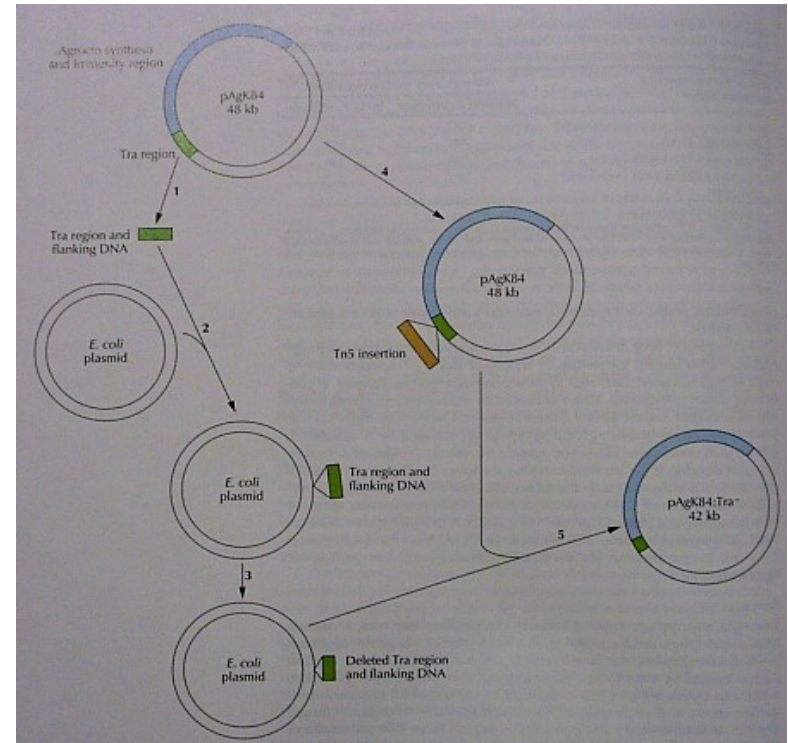 Agrocin synthesis
and immunity region
pAgK84
48 kb
Tra region
1
4
Tra region and
flanking DNA
2
E. coli
plasmid
pAgK84
48 kb
Tn5 insertion
E. coli
plasmid
Tra region and
flanking DNA
3
5
pAgK84:Tra⁻
42 kb
E. coli
plasmid
Deleted Tra region
and flanking DNA